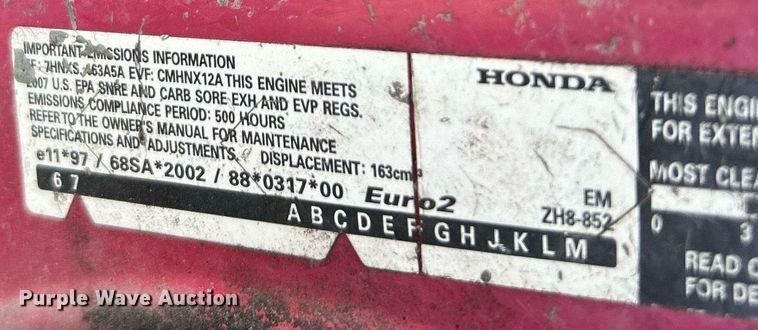 IMPORTANT EMISSIONS INFORMATION
EF: 7HNXS. 163A5A EVF: CMHNX12A THIS ENGINE MEETS
2007 U.S. EPA SNRE AND CARB SORE EXH AND EVP REGS.
EMISSIONS COMPLIANCE PERIOD: 500 HOURS
REFER TO THE OWNER'S MANUAL FOR MAINTENANCE
SPECIFICATIONS AND ADJUSTMENTS. DISPLACEMENT: 163cm³
e11*97 / 68SA*2002 / 88*0317*00 Euro2
6 7
A B C D E F G H J K L M
HONDA
EM
ZH8-852
THIS ENGI
FOR EXTEN
MOST CLEA
0 3
READ
FOR DE
Purple Wave Auction